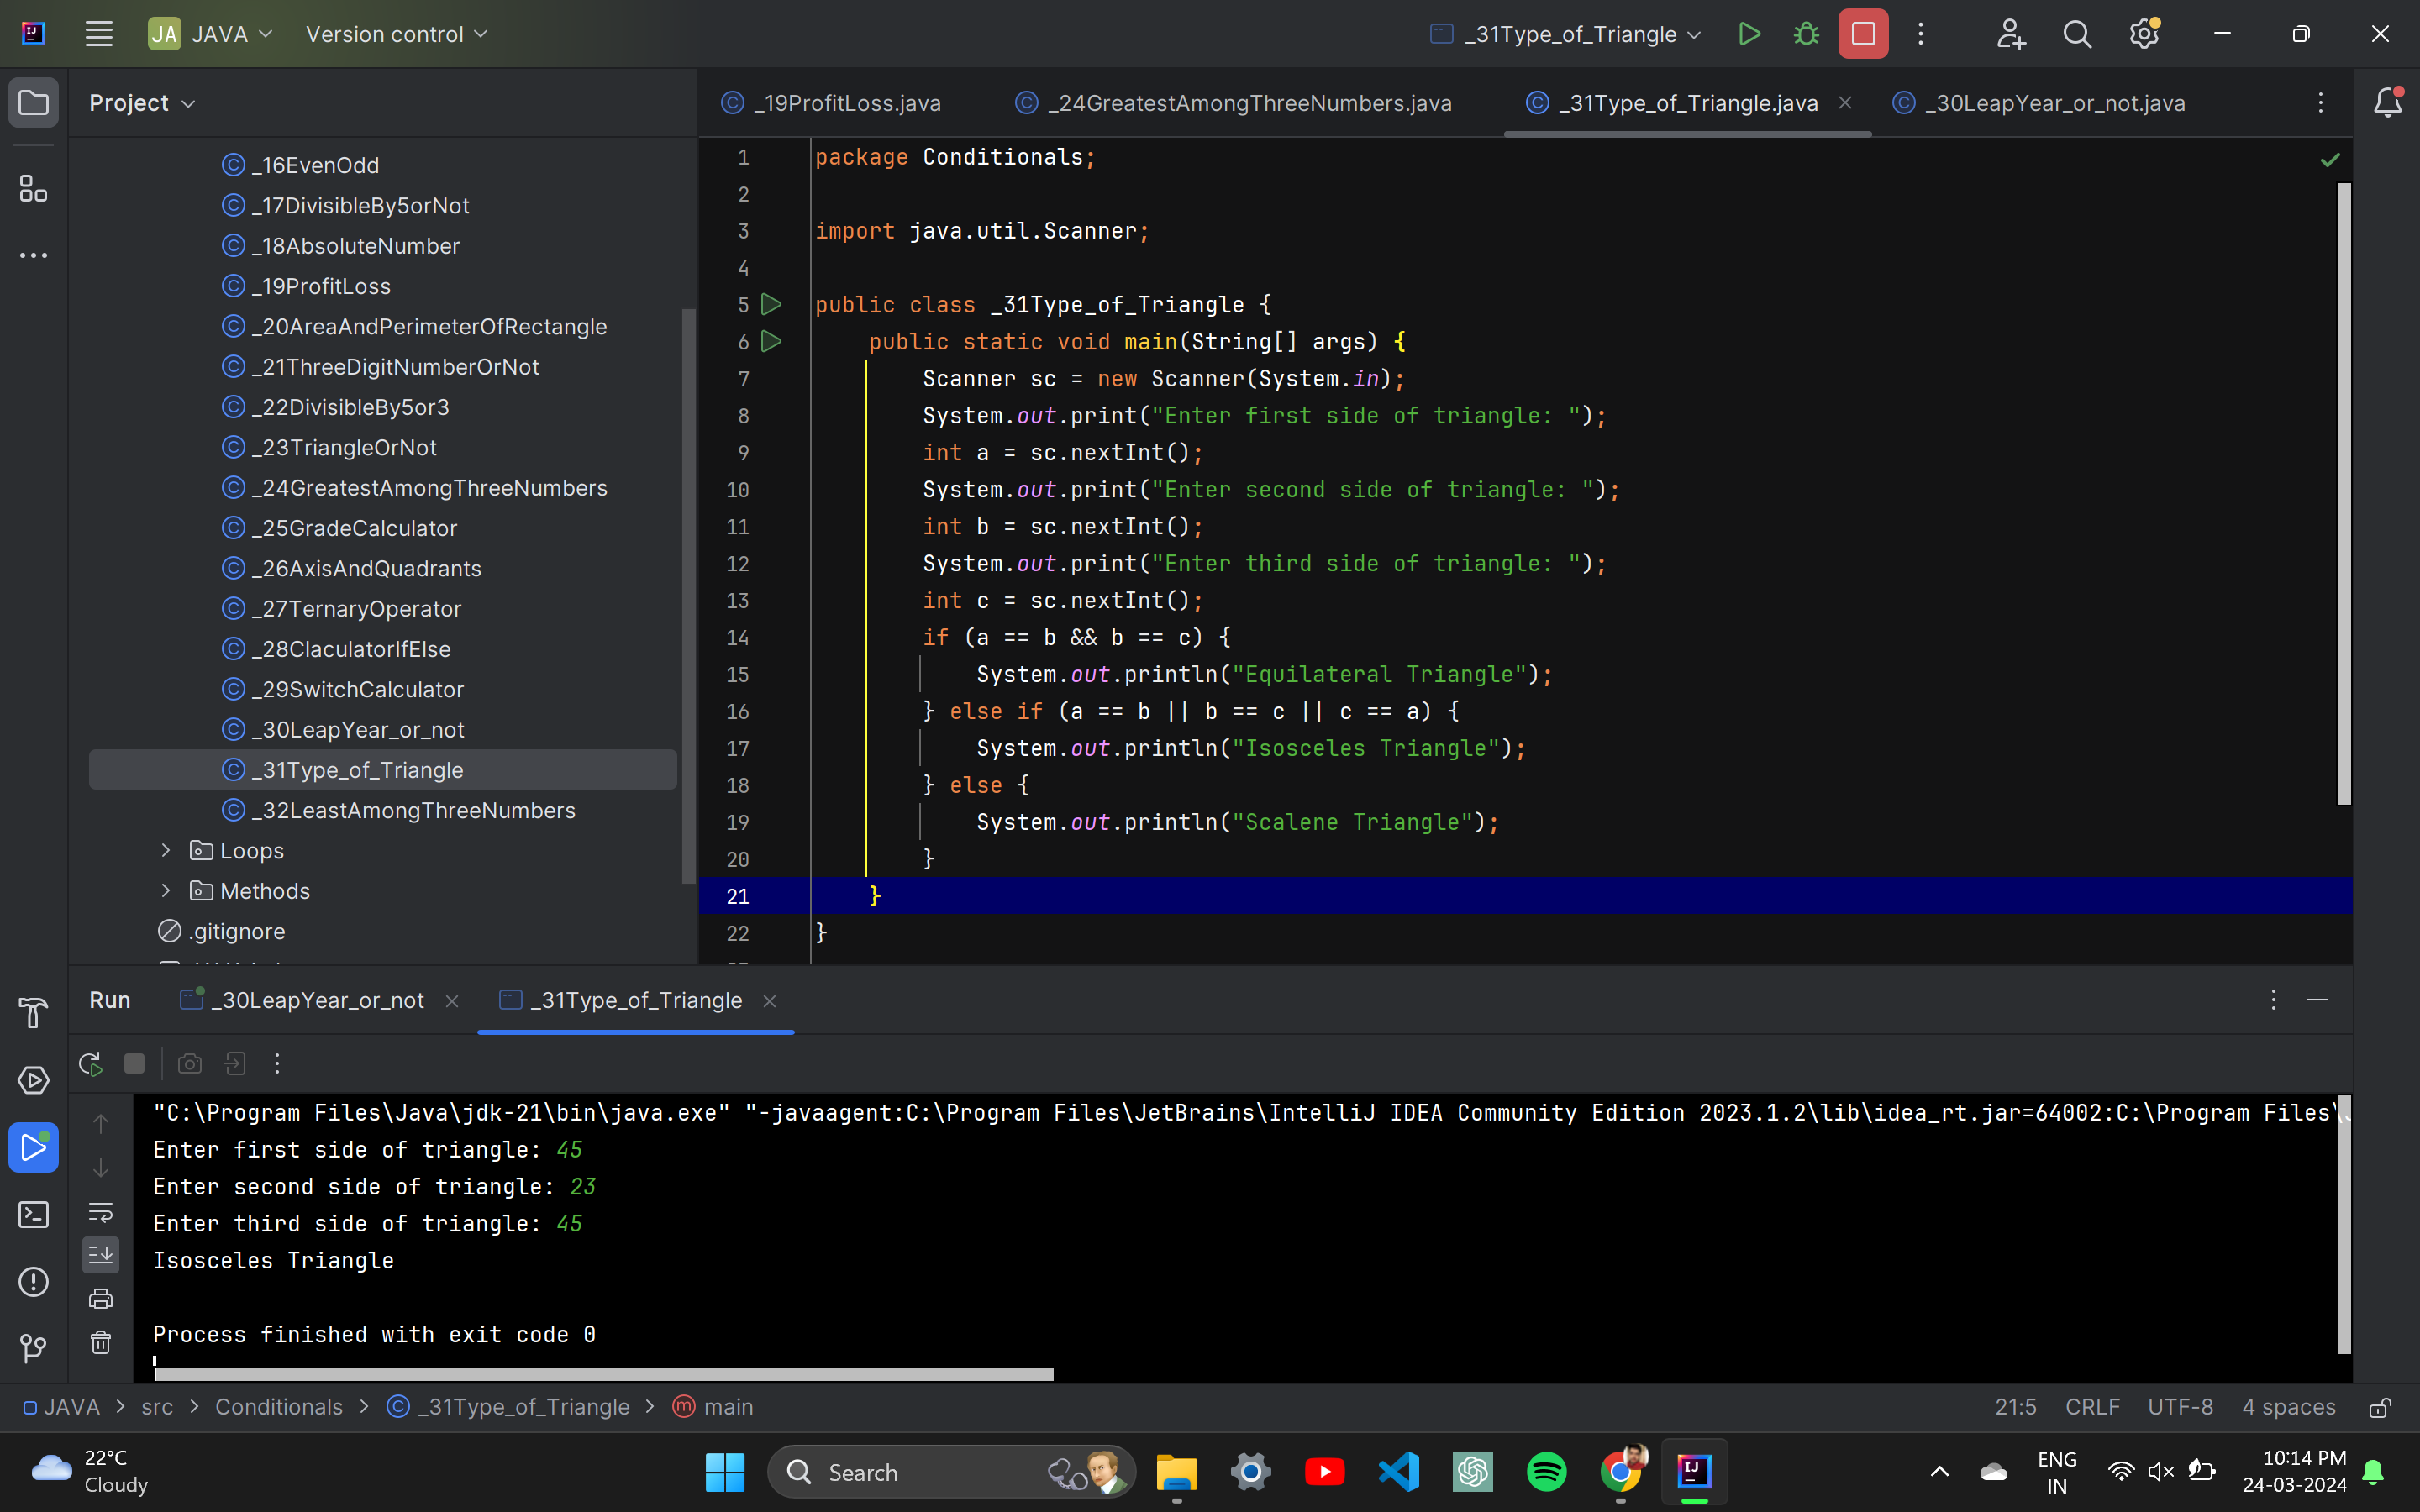 JA JAVA Version control _31Type_of_Triangle
Project
_19ProfitLoss.java _24GreatestAmongThreeNumbers.java _31Type_of_Triangle.java _30LeapYear_or_not.java
_16EvenOdd
_17DivisibleBy5orNot
_18AbsoluteNumber
_19ProfitLoss
_20AreaAndPerimeterOfRectangle
_21ThreeDigitNumberOrNot
_22DivisibleBy5or3
_23TriangleOrNot
_24GreatestAmongThreeNumbers
_25GradeCalculator
_26AxisAndQuadrants
_27TernaryOperator
_28ClaculatorIfElse
_29SwitchCalculator
_30LeapYear_or_not
_31Type_of_Triangle
_32LeastAmongThreeNumbers
Loops
Methods
.gitignore
1 package Conditionals;
2
3 import java.util.Scanner;
4
5 public class _31Type_of_Triangle {
6 public static void main(String[] args) {
7 Scanner sc = new Scanner(System.in);
8 System.out.print("Enter first side of triangle: ");
9 int a = sc.nextInt();
10 System.out.print("Enter second side of triangle: ");
11 int b = sc.nextInt();
12 System.out.print("Enter third side of triangle: ");
13 int c = sc.nextInt();
14 if (a == b && b == c) {
15 System.out.println("Equilateral Triangle");
16 } else if (a == b || b == c || c == a) {
17 System.out.println("Isosceles Triangle");
18 } else {
19 System.out.println("Scalene Triangle");
20 }
21 }
22 }
Run _30LeapYear_or_not _31Type_of_Triangle
"C:\Program Files\Java\jdk-21\bin\java.exe" "-javaagent:C:\Program Files\JetBrains\IntelliJ IDEA Community Edition 2023.1.2\lib\idea_rt.jar=64002:C:\Program Files\
Enter first side of triangle: 45
Enter second side of triangle: 23
Enter third side of triangle: 45
Isosceles Triangle
Process finished with exit code 0
JAVA > src > Conditionals > _31Type_of_Triangle > main 21:5 CRLF UTF-8 4 spaces
22°C
Cloudy
Search
ENG
IN
10:14 PM
24-03-2024